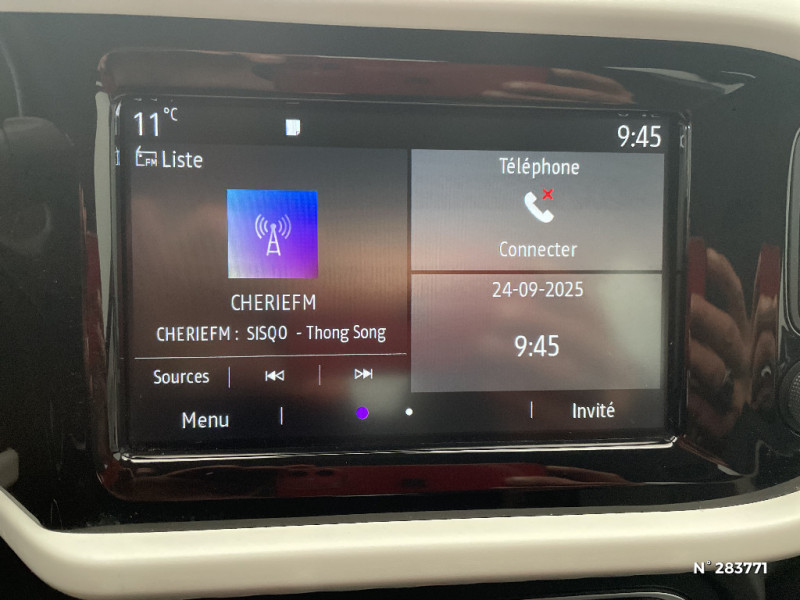 11°C
9:45
FM Liste
Téléphone
Connecter
CHERIEFM
CHERIEFM : SISQO - Thong Song
24-09-2025
9:45
Sources
Menu
Invité
N° 283771